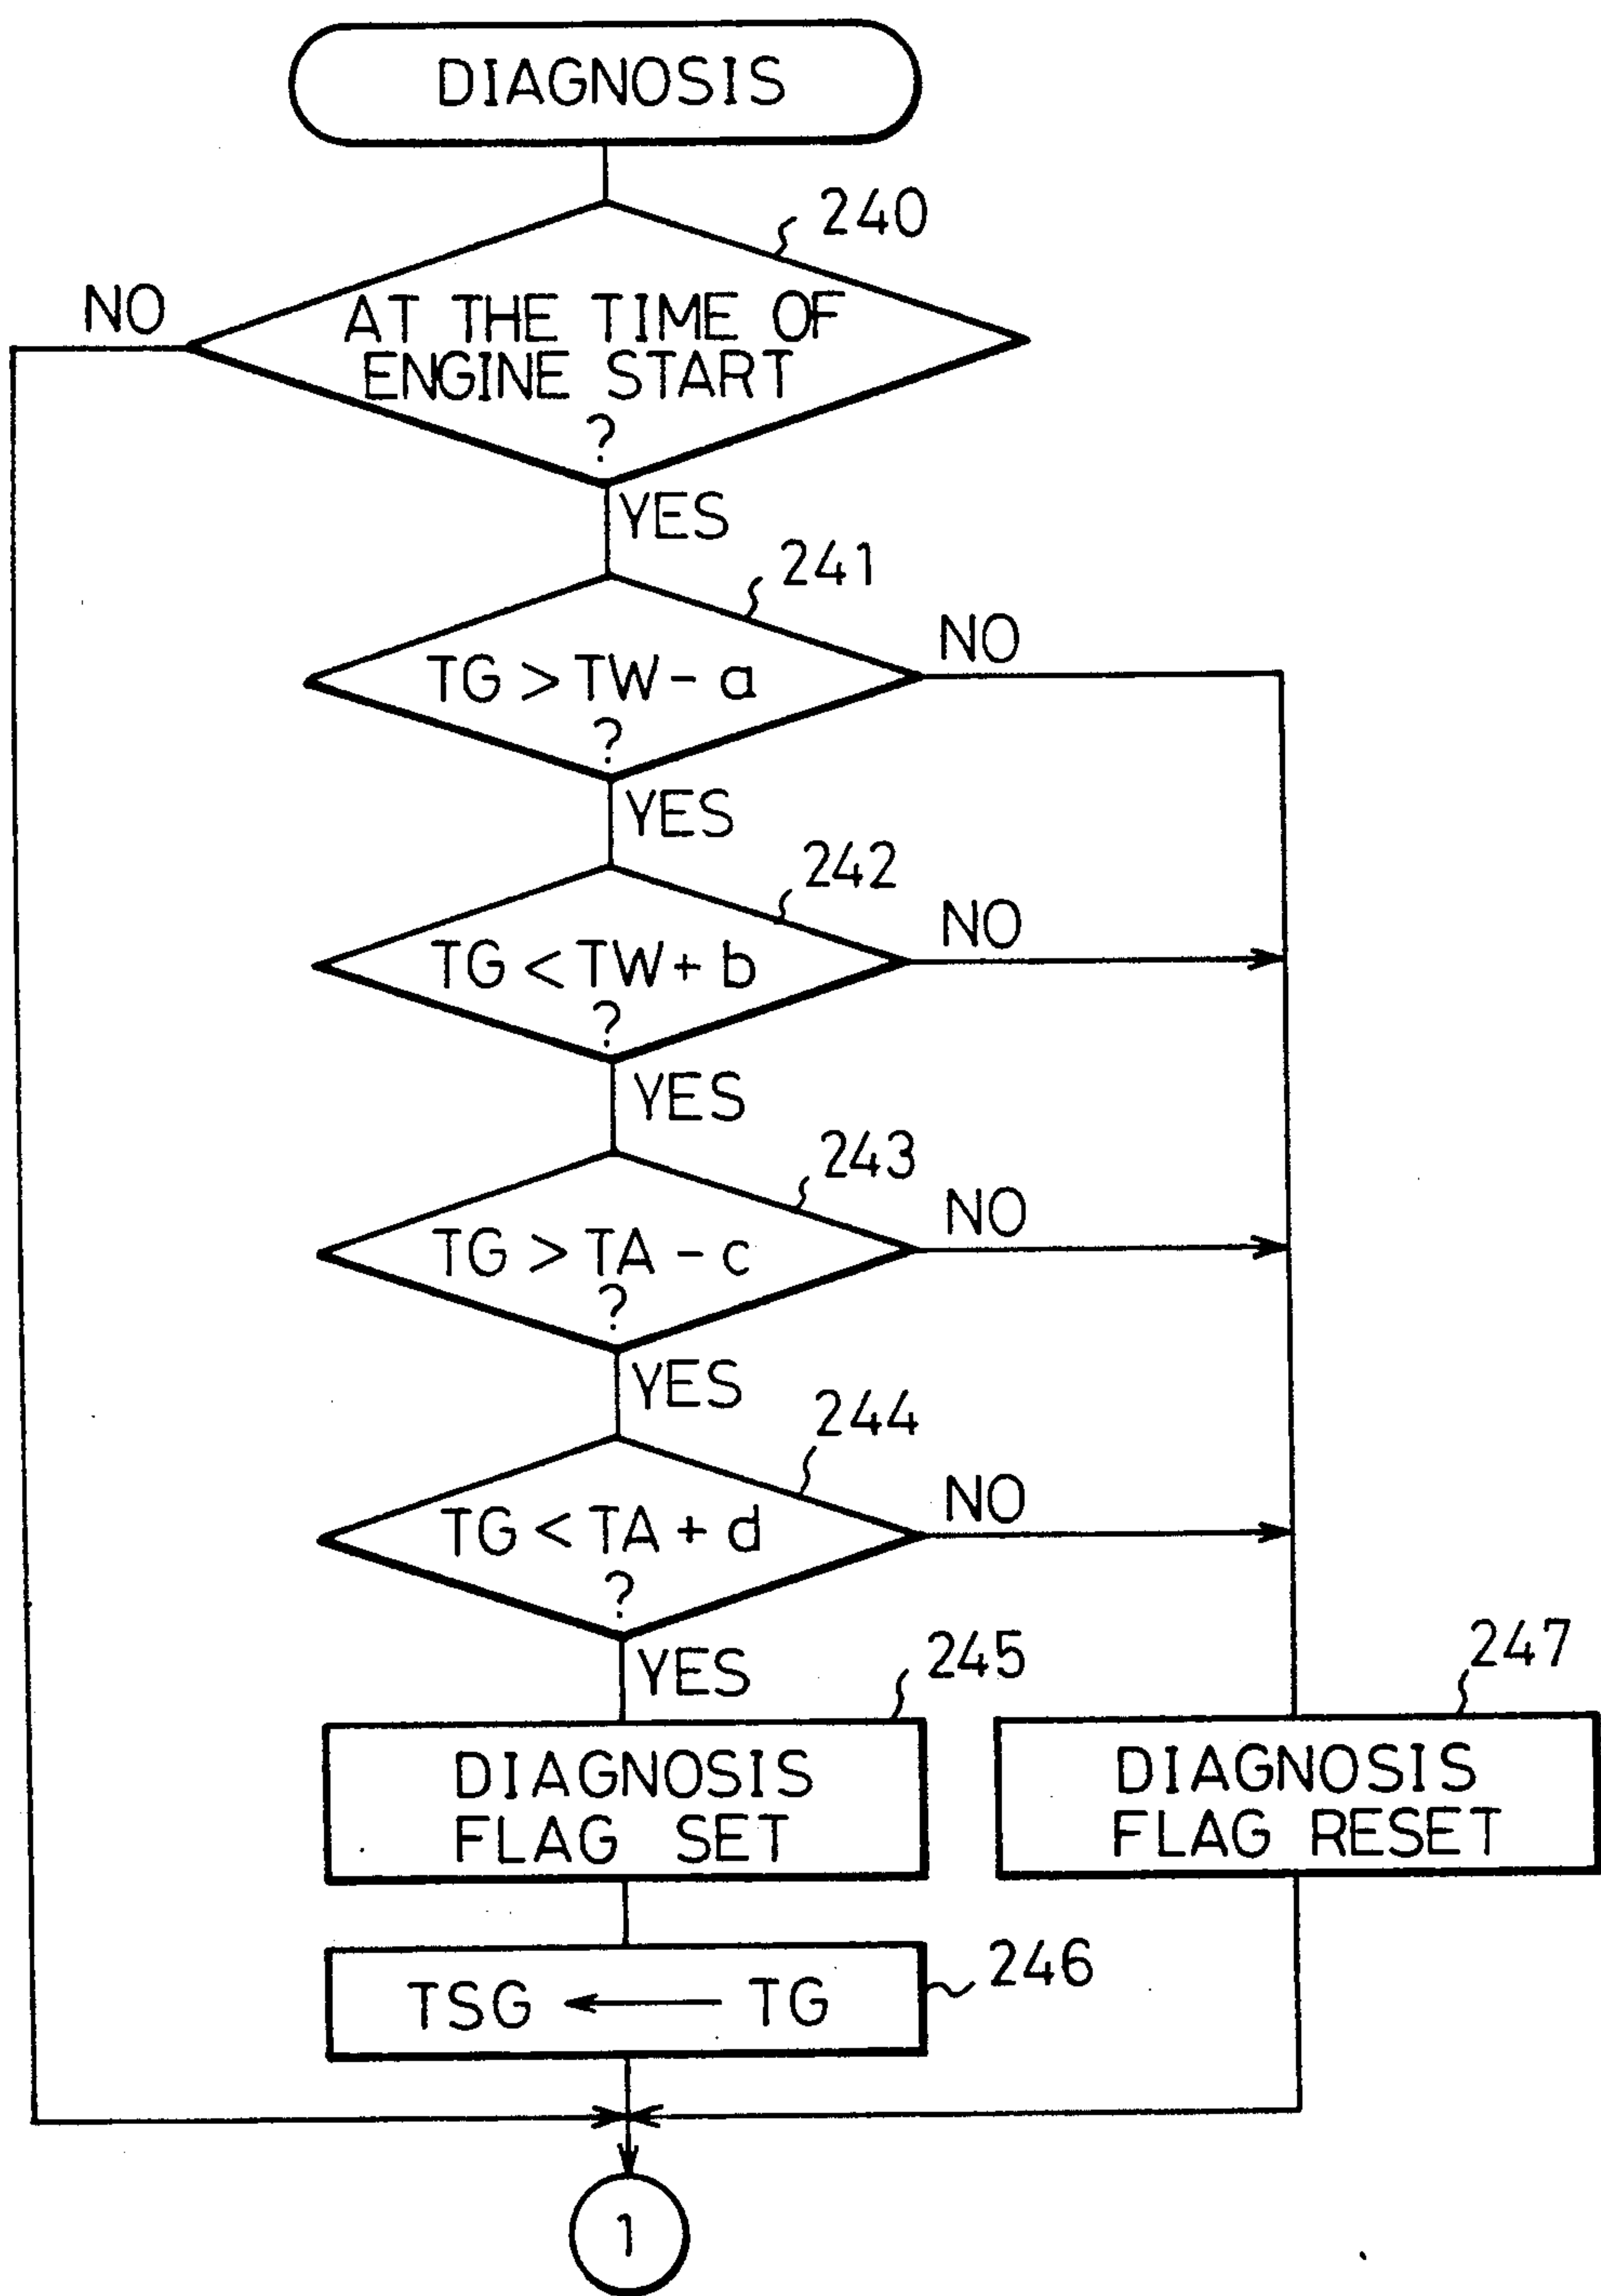 DIAGNOSIS
240
NO
AT THE TIME OF
ENGINE START
?
YES
241
NO
TG > TW - a
?
YES
242
NO
TG < TW + b
?
YES
243
NO
TG > TA - c
?
YES
244
NO
TG < TA + d
?
YES
245
247
DIAGNOSIS
FLAG SET
DIAGNOSIS
FLAG RESET
246
TSG ← TG
1